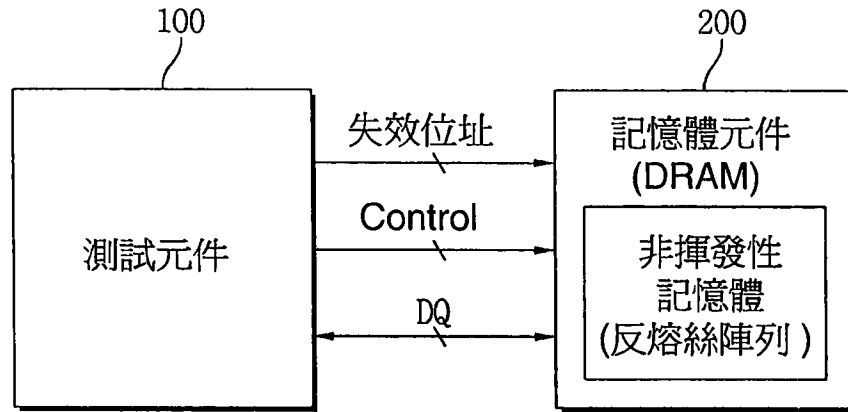 100
200
測試元件
失效位址
Control
DQ
記憶體元件
(DRAM)
非揮發性
記憶體
(反熔絲陣列)